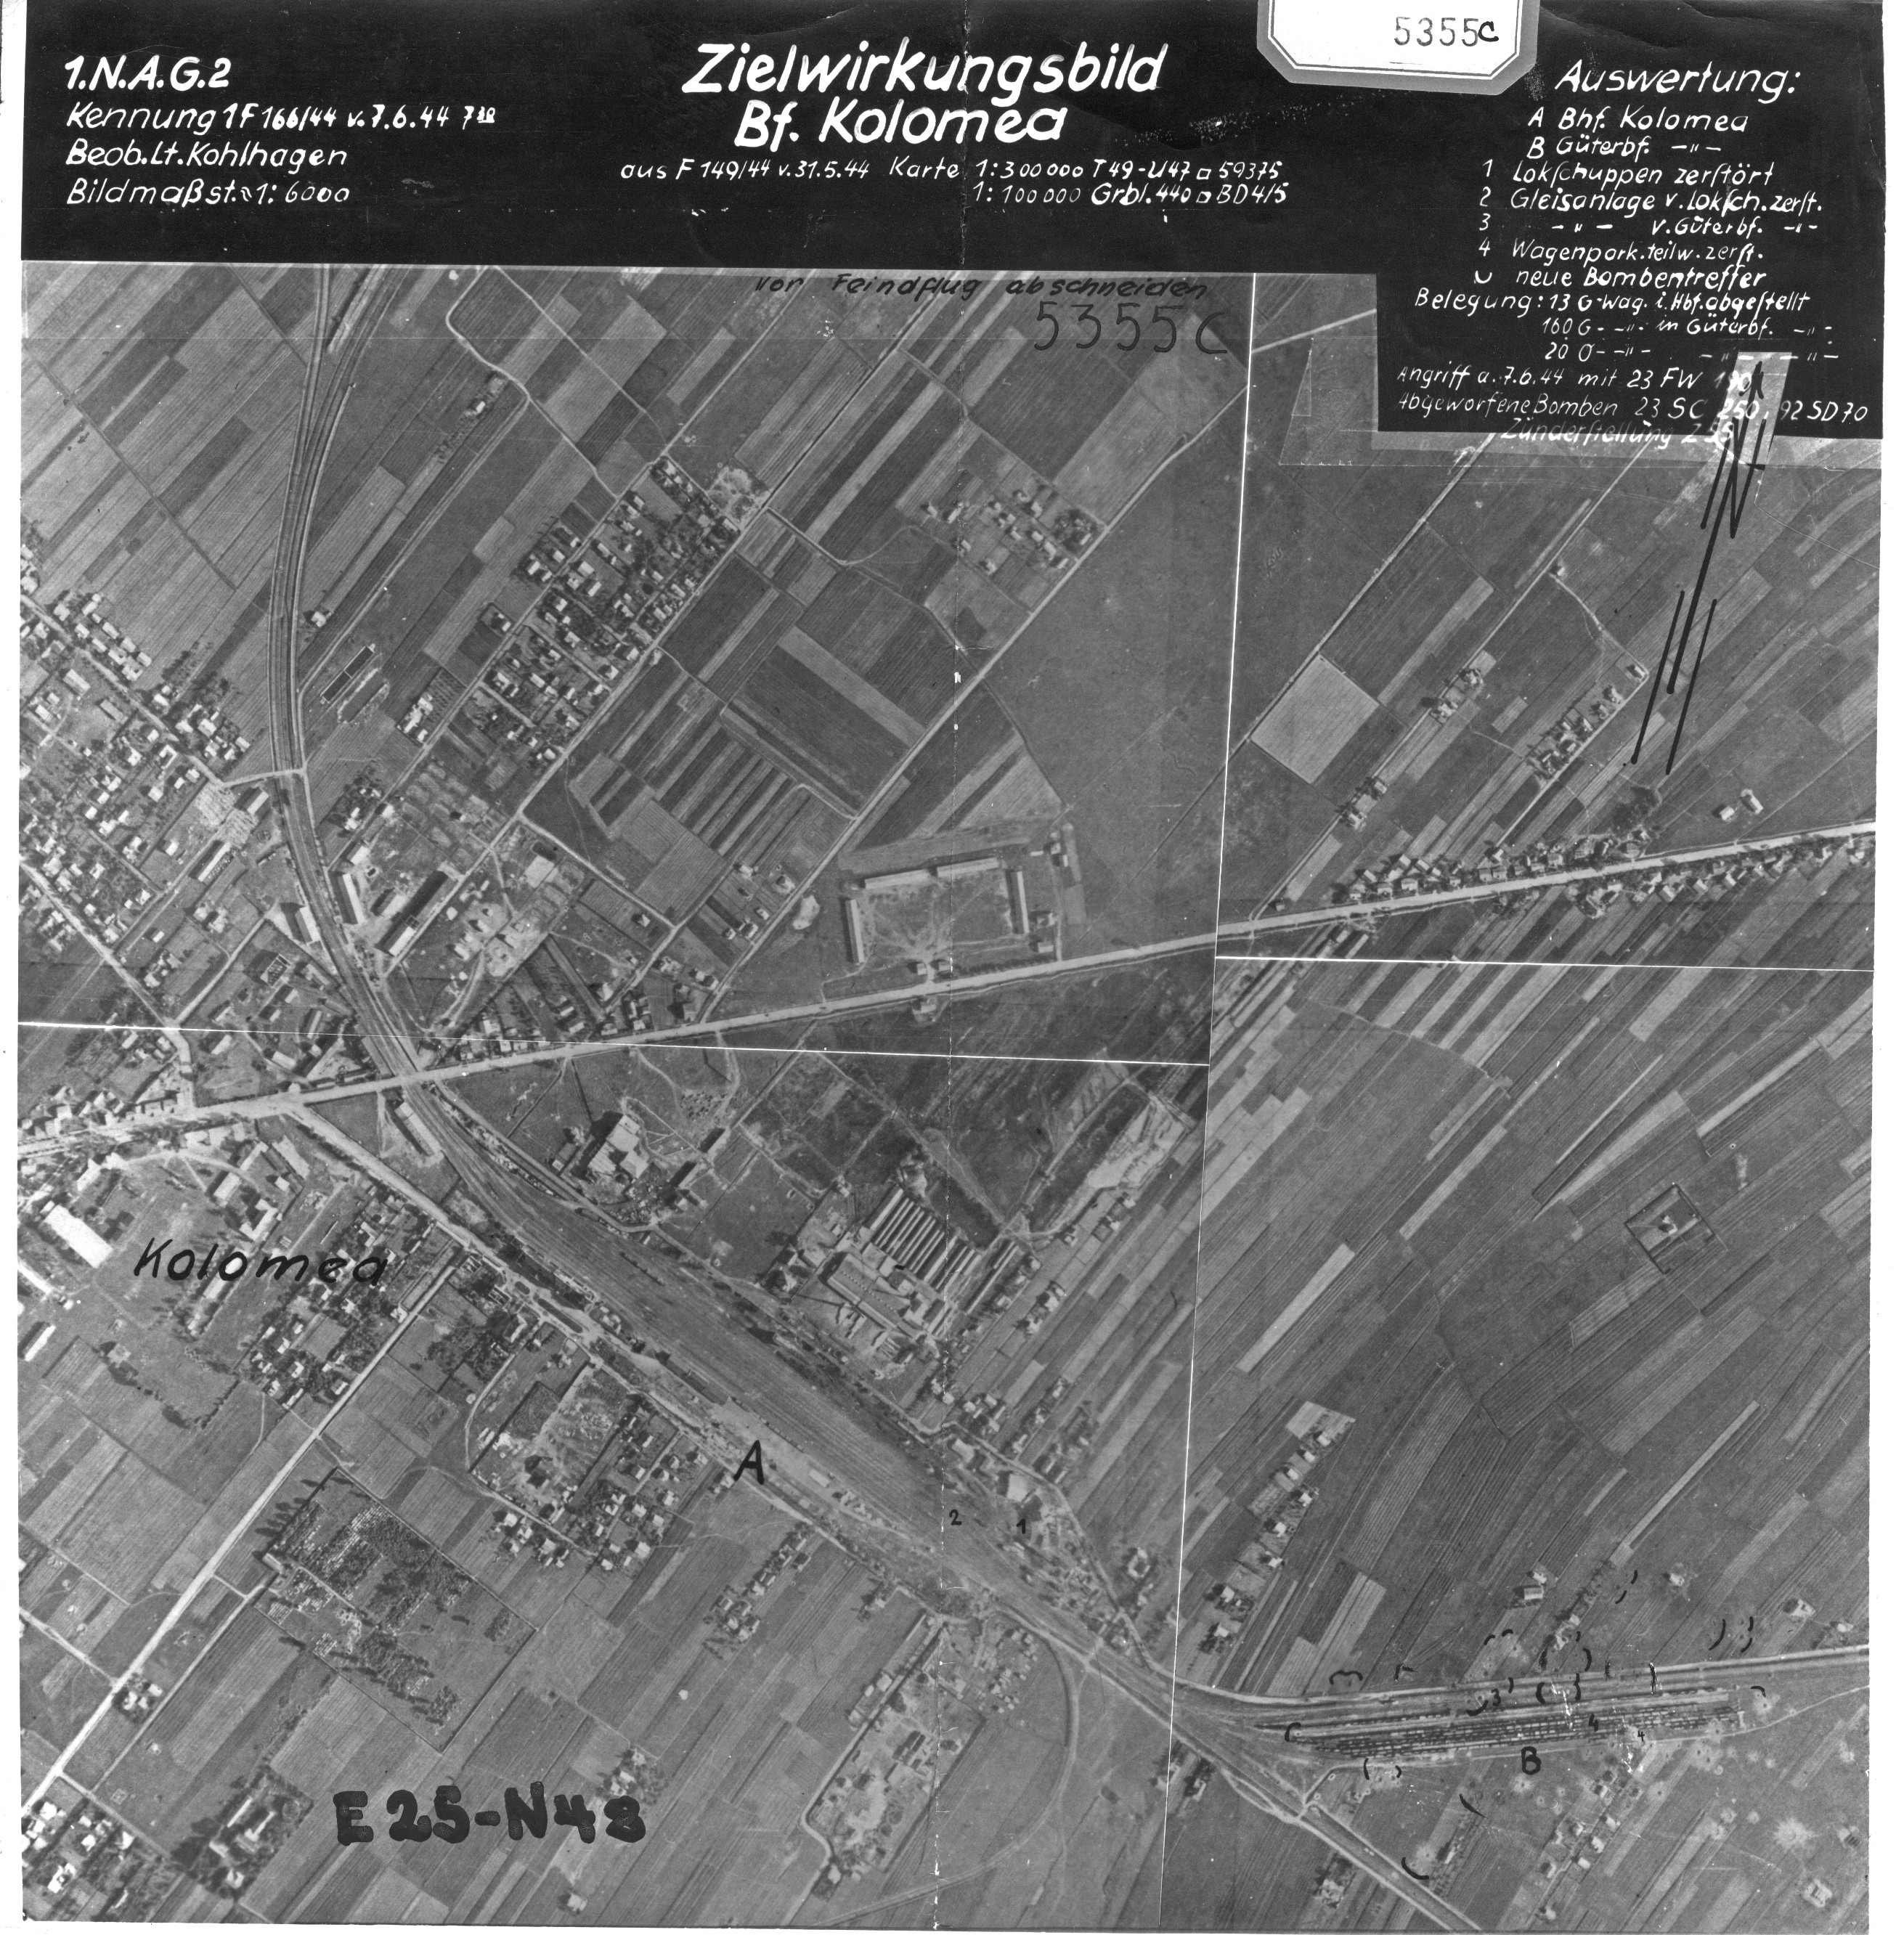 5355C
1.N.A.G.2
Kennung 1F 166/44 v. 7.6.44 7³⁰
Beob. Lt. Kohlhagen
Bildmaßst. ~ 1: 6000
Zielwirkungsbild
Bf. Kolomea
aus F 149/44 v. 31.5.44 Karte 1:300 000 T49-U47 □ 59375
1: 100 000 Grbl. 440 □ BD 4/5
Auswertung:
A Bhf. Kolomea
B Güterbf. -"-
1 Lokſchuppen zerſtört
2 Gleisanlage v. Lokſch. zerſt.
3 -"- v. Güterbf. -"-
4 Wagenpark. teilw. zerſt.
◡ neue Bombentreffer
Belegung: 13 G-Wag. i. Hbf. abgeſtellt
160 G- -"- im Güterbf. -"-
20 O- -"- -"- -"-
Angriff a. 7.6.44 mit 23 FW 190
Abgeworfene Bomben 23 SC 250, 92 SD 70
Zünderſtellung
vor Feindflug abschneiden
5355C
N
Kolomea
A
2
1
3
4
4
B
E25-N48